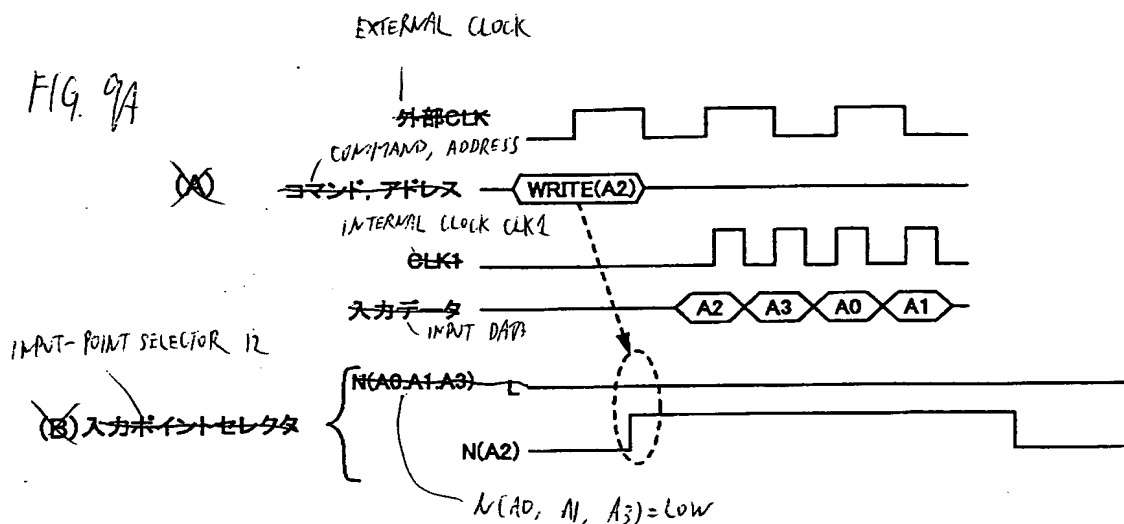 EXTERNAL CLOCK
FIG. 9A
外部CLK
COMMAND, ADDRESS
(A)
コマンド, アドレス
WRITE(A2)
INTERNAL CLOCK CLK1
CLK1
入力データ
A2 A3 A0 A1
INPUT DATA
INPUT-POINT SELECTOR 12
N(A0,A1,A3) L
(B) 入力ポイントセレクタ
N(A2)
N(A0, A1, A3)=LOW